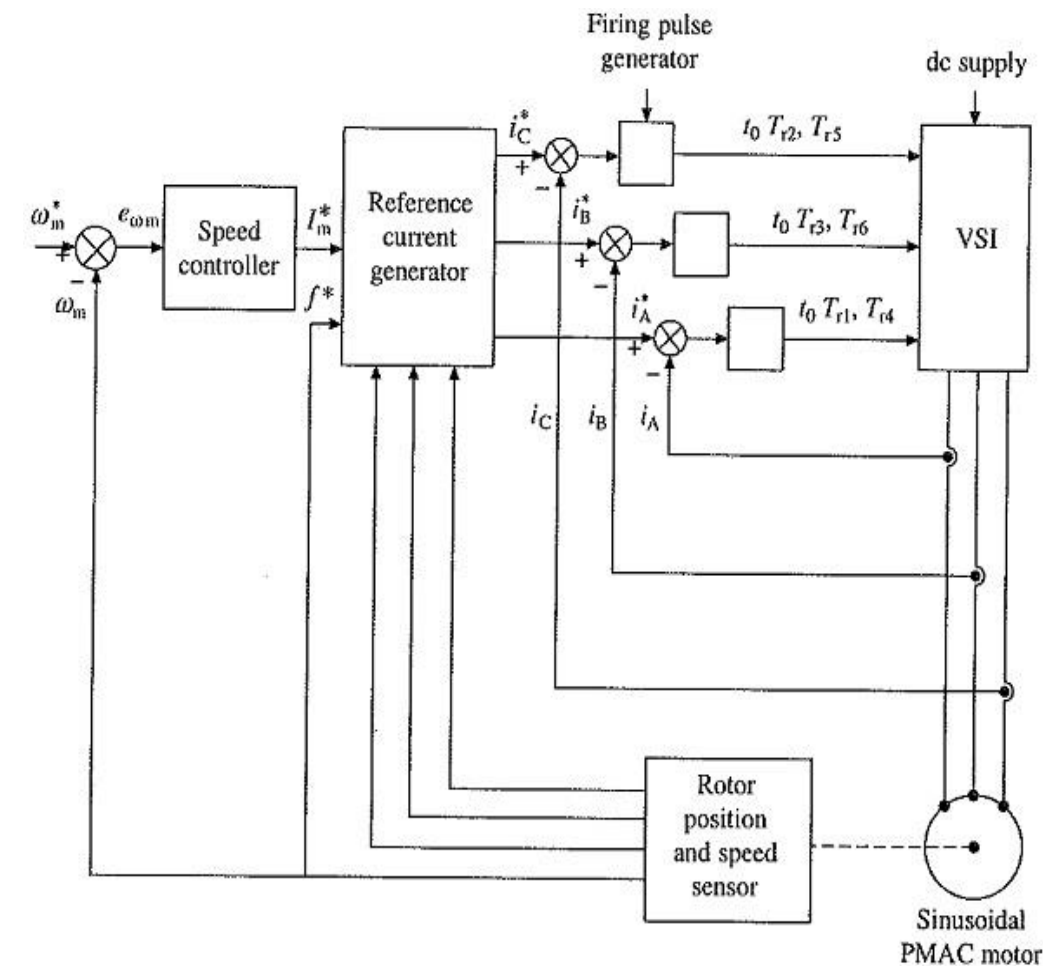 Firing pulse
generator
dc supply
i*C
t0 Tr2, Tr5
+
−
ω*m
eωm
Speed
controller
I*m
Reference
current
generator
i*B
t0 Tr3, Tr6
VSI
+
−
ωm
f*
+
−
i*A
t0 Tr1, Tr4
+
−
iC
iB
iA
Rotor
position
and speed
sensor
Sinusoidal
PMAC motor